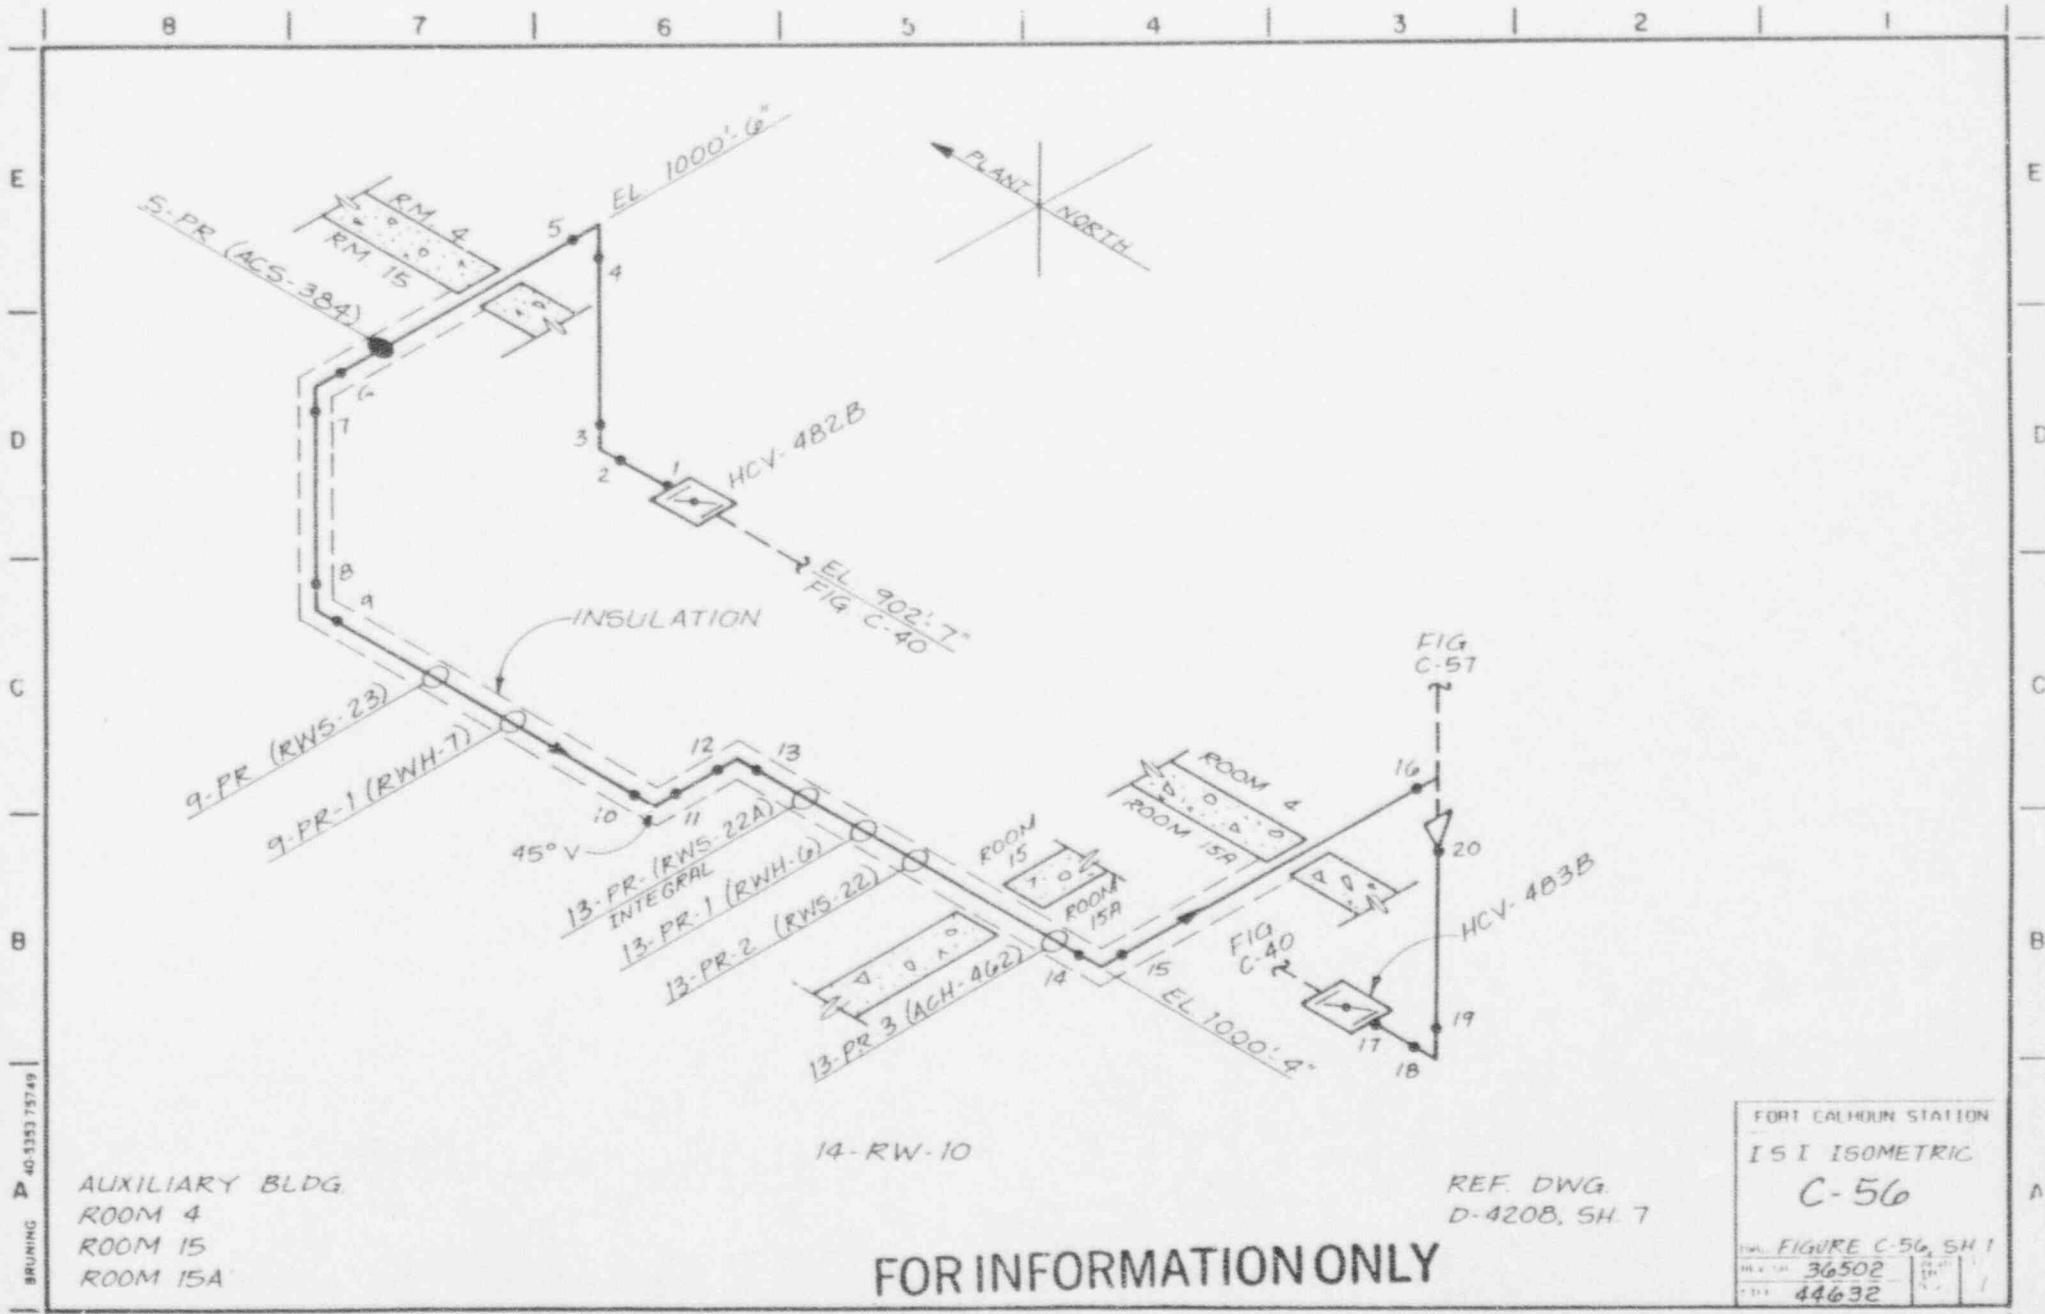 8 7 6 5 4 3 2 1
E
D
C
B
A
E
D
C
B
A
EL. 1000'-6"
PLANT NORTH
RM 4
RM 15
5-PR (ACS-384)
5
4
6
7
3
2
1
HCV-482B
8
9
EL 902'-7"
FIG C-40
INSULATION
FIG
C-57
9-PR (RWS-23)
9-PR-1 (RWH-7)
10
11
12
13
45° V
13-PR-(RWS-22A)
INTEGRAL
13-PR-1 (RWH-6)
13-PR-2 (RWS-22)
13-PR 3 (ACH-462)
ROOM
15
ROOM
15A
ROOM 4
ROOM 15A
16
20
HCV-483B
FIG
C-40
14
15
EL 1000'-4"
17
18
19
14-RW-10
AUXILIARY BLDG.
ROOM 4
ROOM 15
ROOM 15A
REF. DWG.
D-4208, SH. 7
FOR INFORMATION ONLY
FORT CALHOUN STATION
ISI ISOMETRIC
C-56
FIGURE C-56, SH 1
36502
44632
1
BRUNING 40-5353 75749